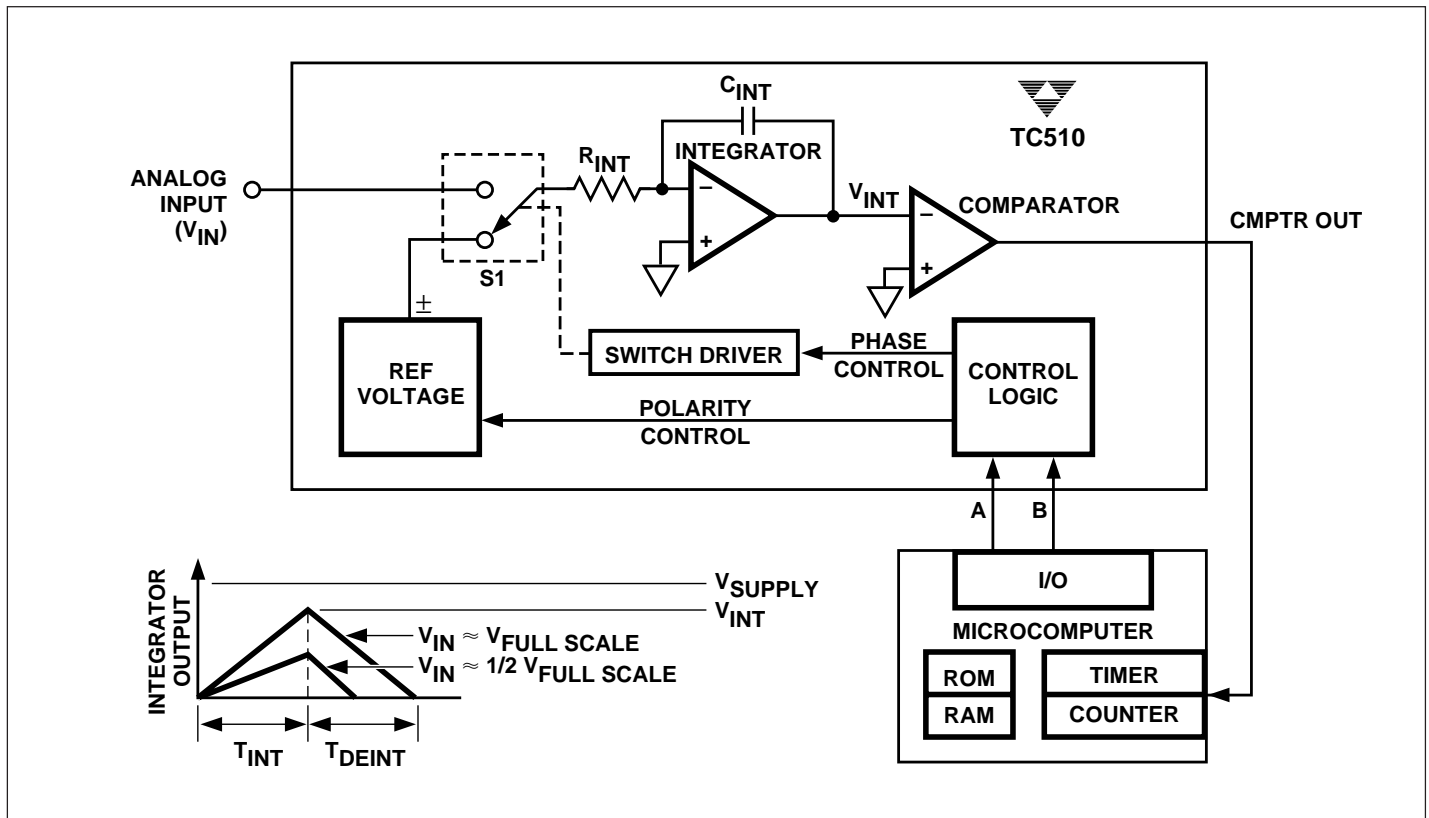 C_INT
TC510
R_INT
INTEGRATOR
ANALOG
INPUT
(V_IN)
−
+
V_INT
−
+
COMPARATOR
CMPTR OUT
S1
±
REF
VOLTAGE
SWITCH DRIVER
PHASE
CONTROL
POLARITY
CONTROL
CONTROL
LOGIC
A
B
I/O
MICROCOMPUTER
ROM
RAM
TIMER
COUNTER
INTEGRATOR
OUTPUT
V_SUPPLY
V_INT
V_IN ≈ V_FULL SCALE
V_IN ≈ 1/2 V_FULL SCALE
T_INT
T_DEINT